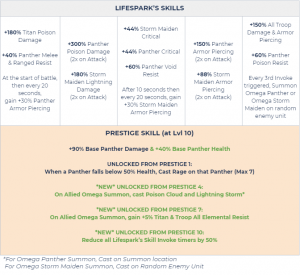 LIFESPARK'S SKILLS
+180% Titan Poison
Damage
+40% Panther Melee
& Ranged Resist
At the start of battle,
then every 20
seconds,
gain +30% Panther
Armor Piercing
+300% Panther
Poison Damage
(2x on Attack)
+180% Storm
Maiden Lightning
Damage
(2x on Attack)
+44% Storm Maiden
Critical
+44% Panther Critical
+60% Panther Void
Resist
After 10 seconds
then every 20
seconds, gain
+30% Storm Maiden
Armor Piercing
+150% Panther
Armor Piercing
(2x on Attack)
+88% Storm
Maiden Armor
Piercing
(2x on Attack)
+150% All Troop
Damage & Armor
Piercing
+60% Panther
Poison Resist
Every 3rd Invoke
triggered, Summon
Omega Panther or
Omega Storm
Maiden on random
enemy unit
PRESTIGE SKILL (at Lvl 10)
+90% Base Panther Damage & +40% Base Panther Health
UNLOCKED FROM PRESTIGE 1:
When a Panther falls below 50% Health, Cast Rage on that Panther (Max 7)
*NEW* UNLOCKED FROM PRESTIGE 4:
On Allied Omega Summon, cast Poison Cloud and Lightning Storm*
*NEW* UNLOCKED FROM PRESTIGE 7:
On Allied Omega Summon, gain +5% Titan & Troop All Elemental Resist
*NEW* UNLOCKED FROM PRESTIGE 10:
Reduce all Lifespark's Skill Invoke timers by 50%
*For Omega Panther Summon, Cast on Summon location
For Omega Storm Maiden Summon, Cast on Random Enemy Unit